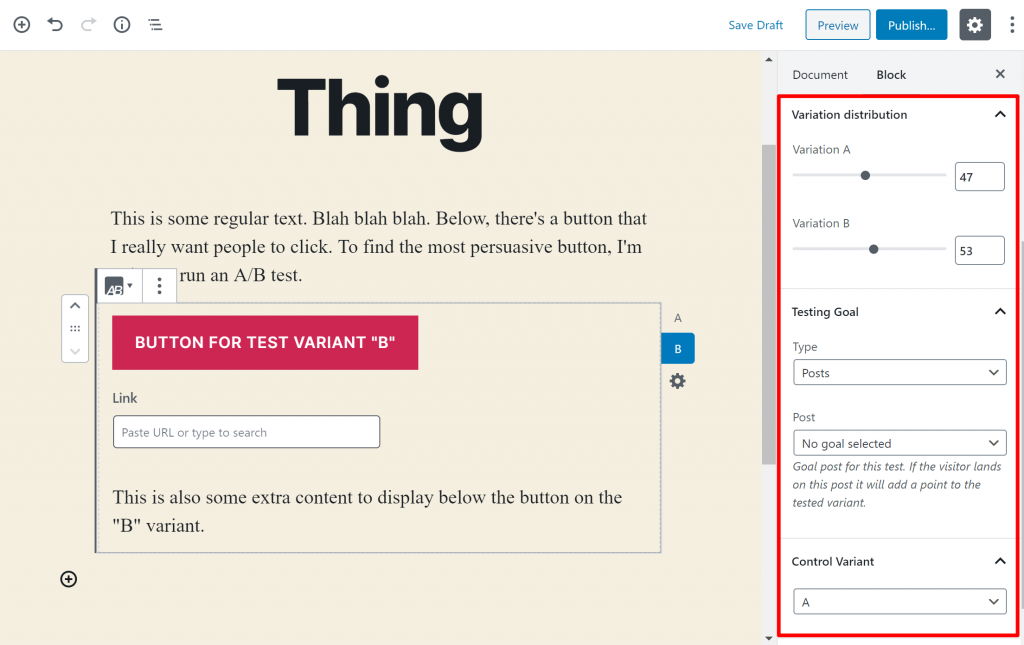 Save Draft
Preview
Publish...
Document
Block
Thing
This is some regular text. Blah blah blah. Below, there's a button that
I really want people to click. To find the most persuasive button, I'm
run an A/B test.
AB
BUTTON FOR TEST VARIANT "B"
Link
Paste URL or type to search
This is also some extra content to display below the button on the
"B" variant.
A
B
Variation distribution
Variation A
47
Variation B
53
Testing Goal
Type
Posts
Post
No goal selected
Goal post for this test. If the visitor lands
on this post it will add a point to the
tested variant.
Control Variant
A